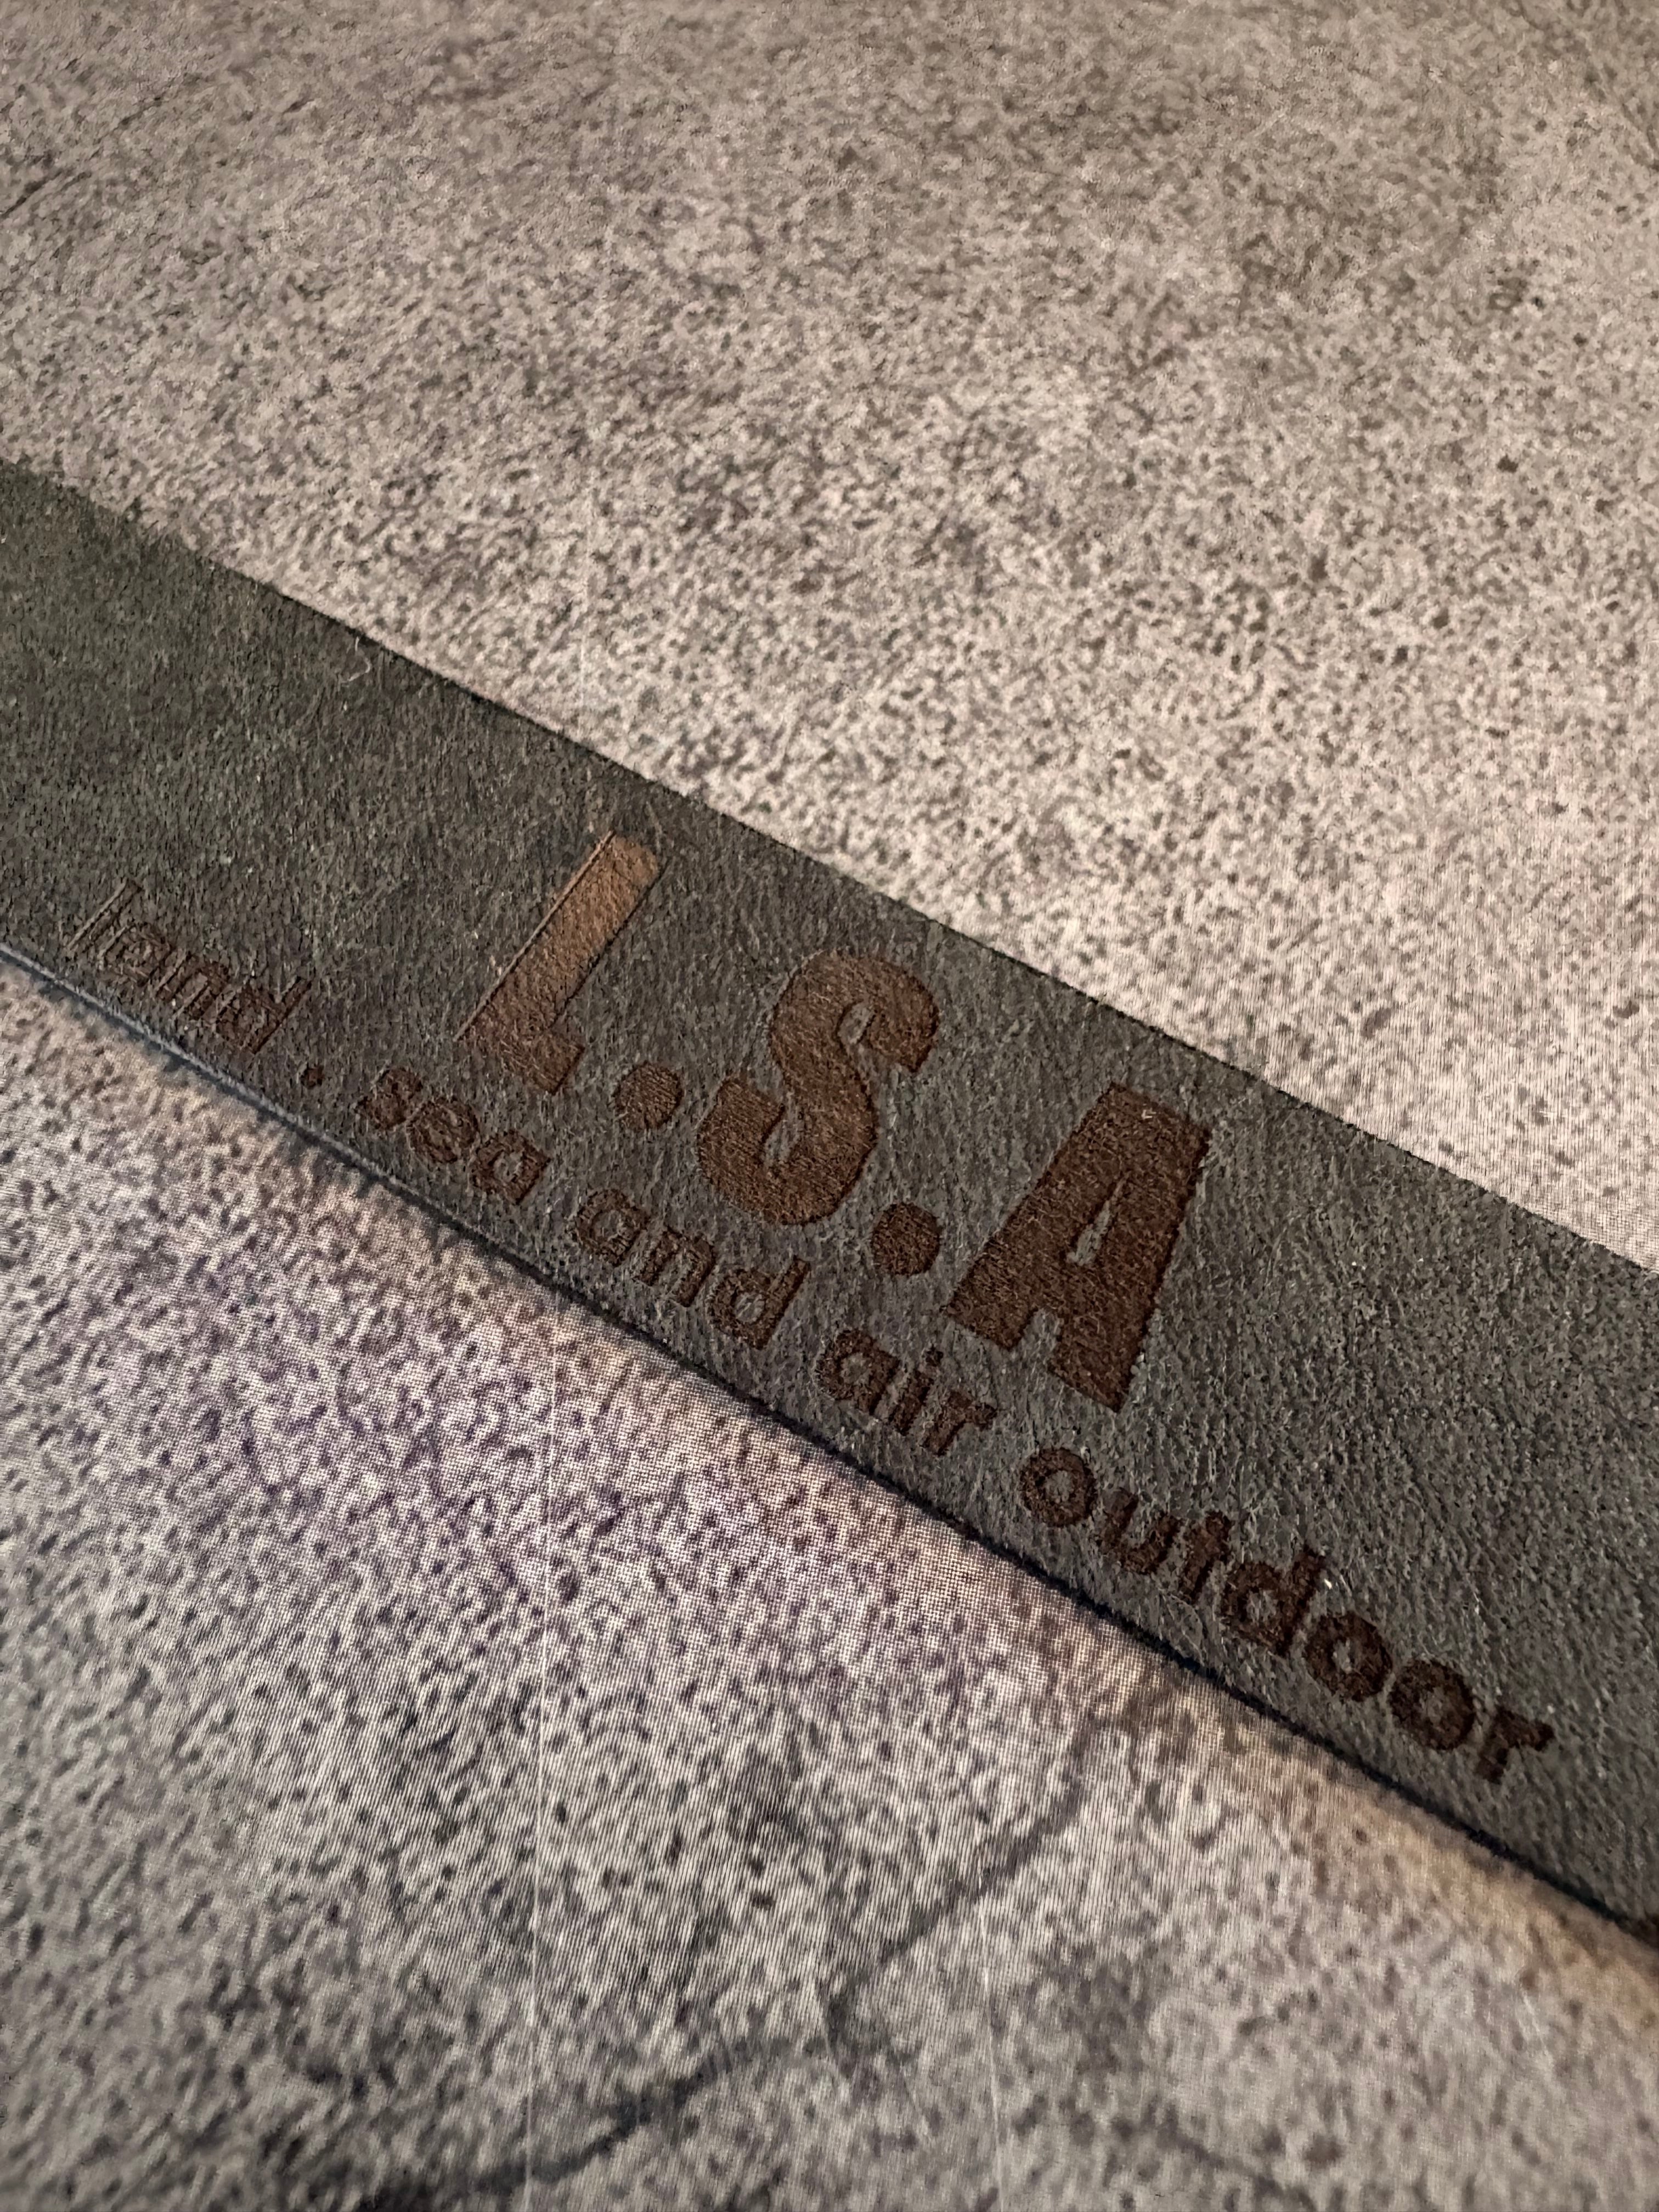 L.S.A
land . sea and air outdoor